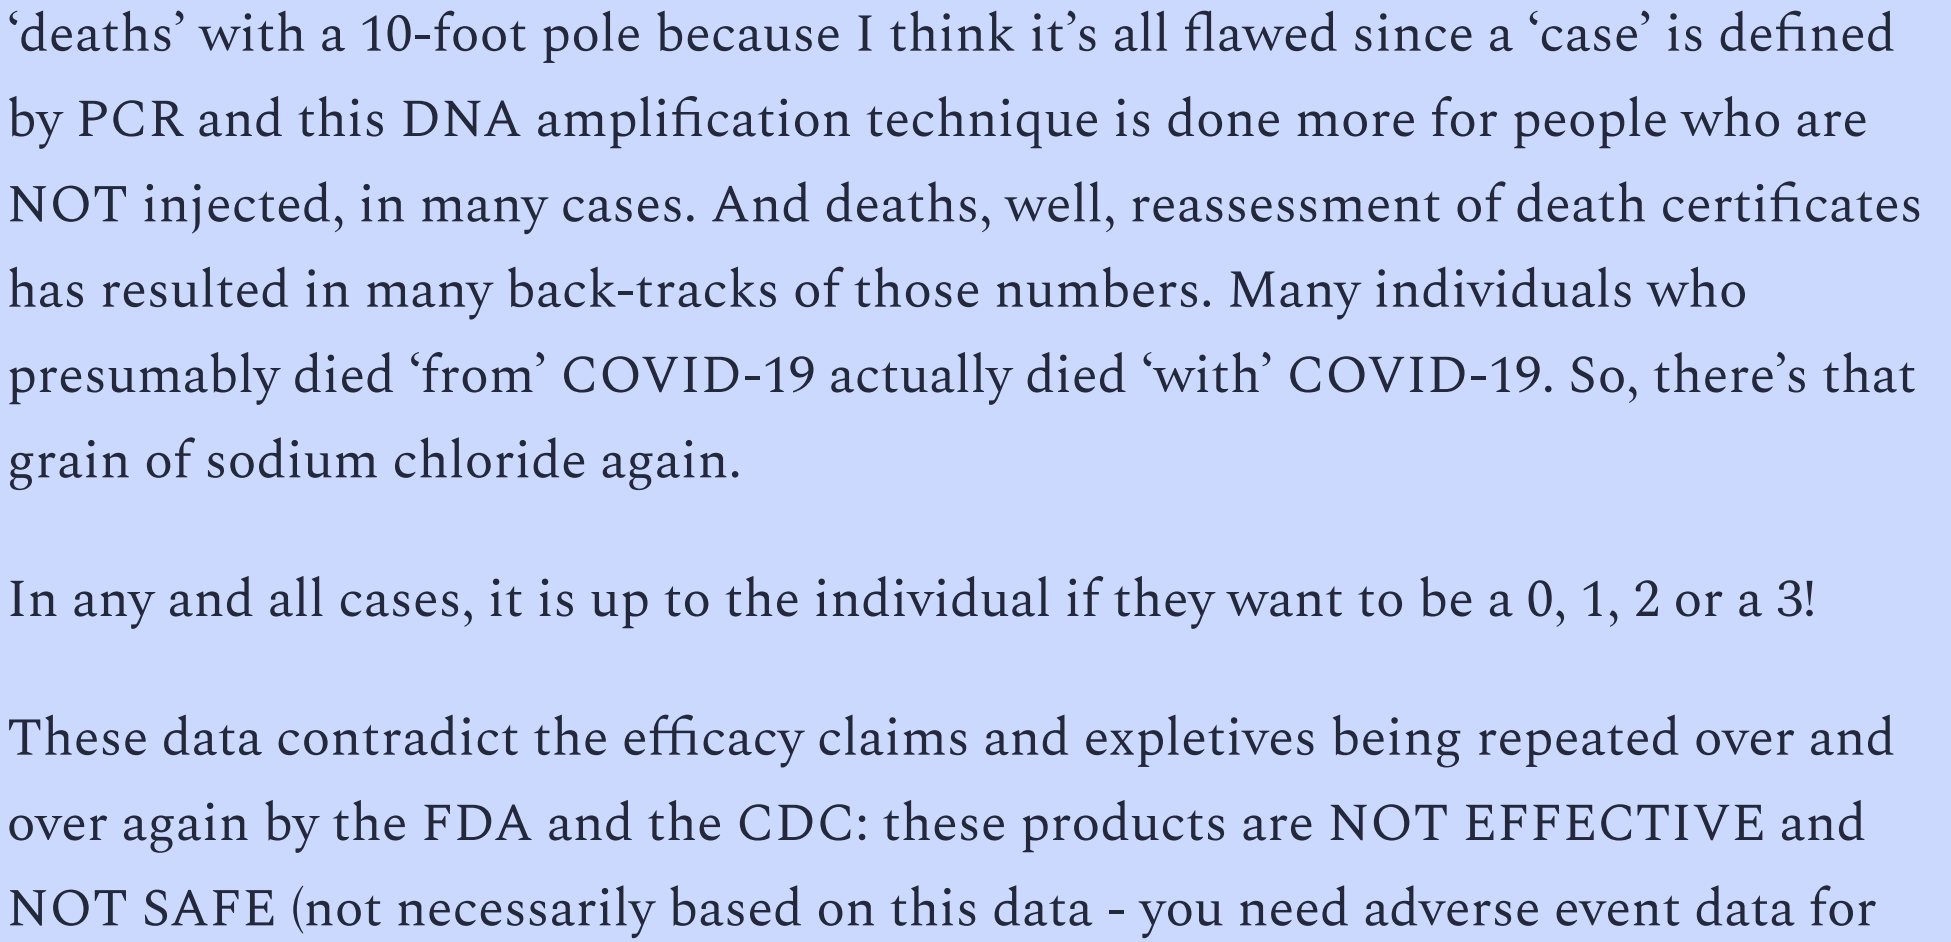 ‘deaths’ with a 10-foot pole because I think it’s all flawed since a ‘case’ is defined
by PCR and this DNA amplification technique is done more for people who are
NOT injected, in many cases. And deaths, well, reassessment of death certificates
has resulted in many back-tracks of those numbers. Many individuals who
presumably died ‘from’ COVID-19 actually died ‘with’ COVID-19. So, there’s that
grain of sodium chloride again.
In any and all cases, it is up to the individual if they want to be a 0, 1, 2 or a 3!
These data contradict the efficacy claims and expletives being repeated over and
over again by the FDA and the CDC: these products are NOT EFFECTIVE and
NOT SAFE (not necessarily based on this data - you need adverse event data for